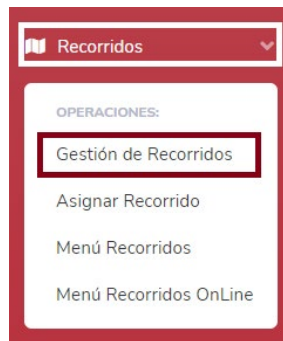 Recorridos
OPERACIONES:
Gestión de Recorridos
Asignar Recorrido
Menú Recorridos
Menú Recorridos OnLine